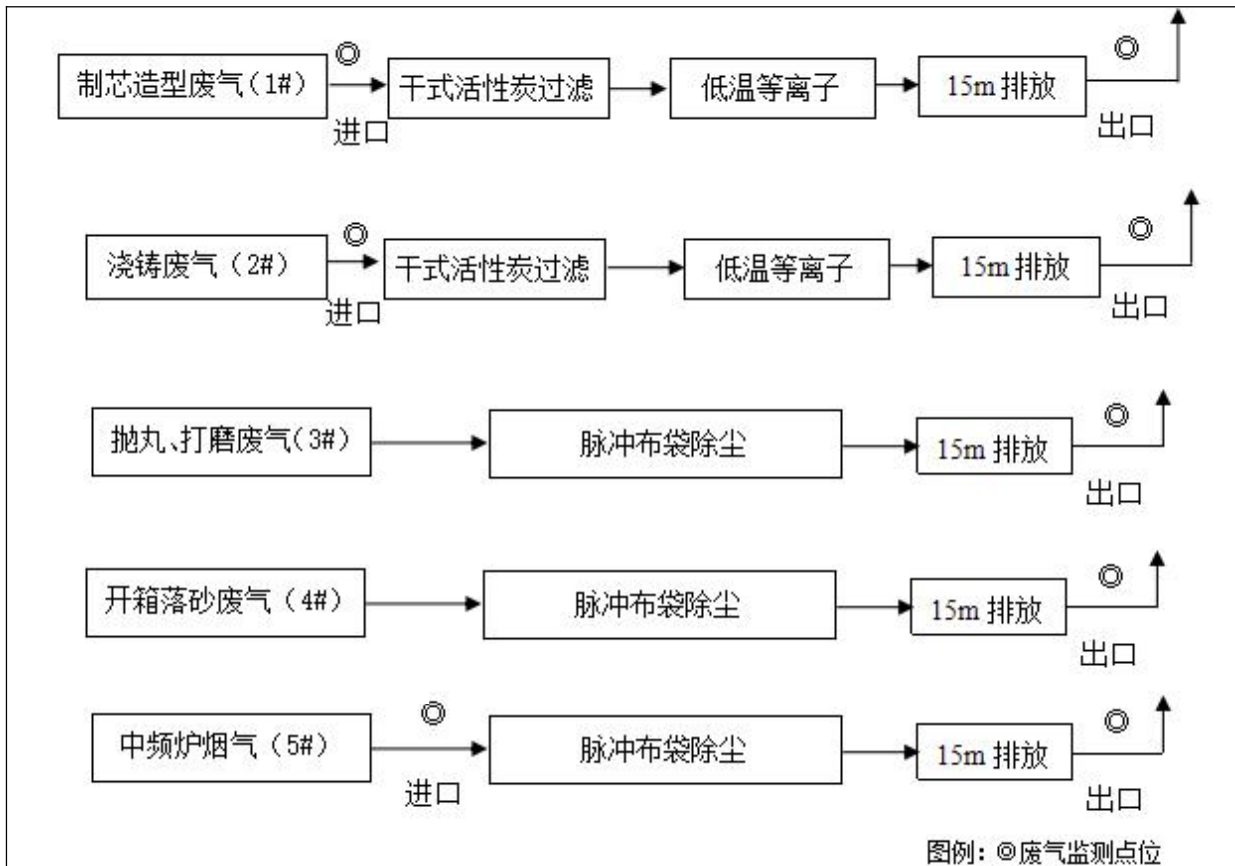 制芯造型废气(1#) ◎ 进口 干式活性炭过滤 低温等离子 15m 排放 ◎ 出口
浇铸废气（2#） ◎ 进口 干式活性炭过滤 低温等离子 15m 排放 ◎ 出口
抛丸、打磨废气(3#) 脉冲布袋除尘 15m 排放 ◎ 出口
开箱落砂废气（4#） 脉冲布袋除尘 15m 排放 ◎ 出口
中频炉烟气（5#） ◎ 进口 脉冲布袋除尘 15m 排放 ◎ 出口
图例：◎废气监测点位